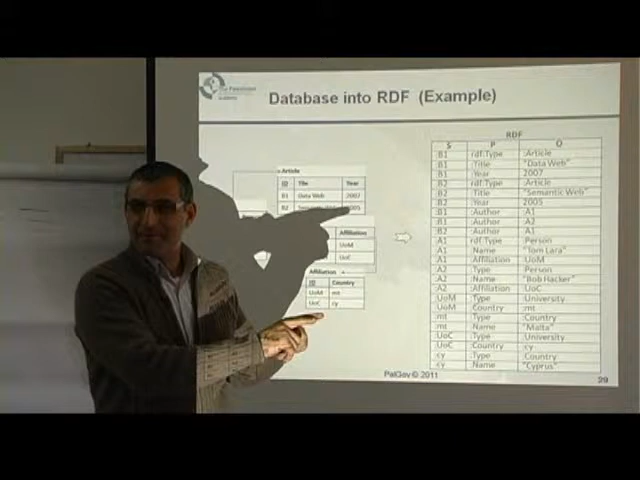 Database into RDF (Example)
Article
ID Title Year
B1 Data Web 2007
B2
Affiliation
UoM
UoC
Affiliation
ID Country
UoM mt
UoC cy
RDF
S P O
B1 rdf:Type :Article
B1 :Title "Data Web"
B1 :Year 2007
B2 rdf:Type :Article
B2 :Title "Semantic Web"
B2 :Year 2005
B1 :Author A1
B1 :Author A2
B2 :Author A1
A1 rdf:Type :Person
A1 :Name "Tom Lara"
A1 :Affiliation UoM
:A2 :Type :Person
:A2 :Name "Bob Hacker"
:A2 :Affiliation :UoC
:UoM :Type :University
:UoM :Country :mt
:mt :Type :Country
:mt :Name "Malta"
:UoC :Type :University
:UoC :Country :cy
:cy :Type :Country
:cy :Name "Cyprus"
PalGov © 2011
29